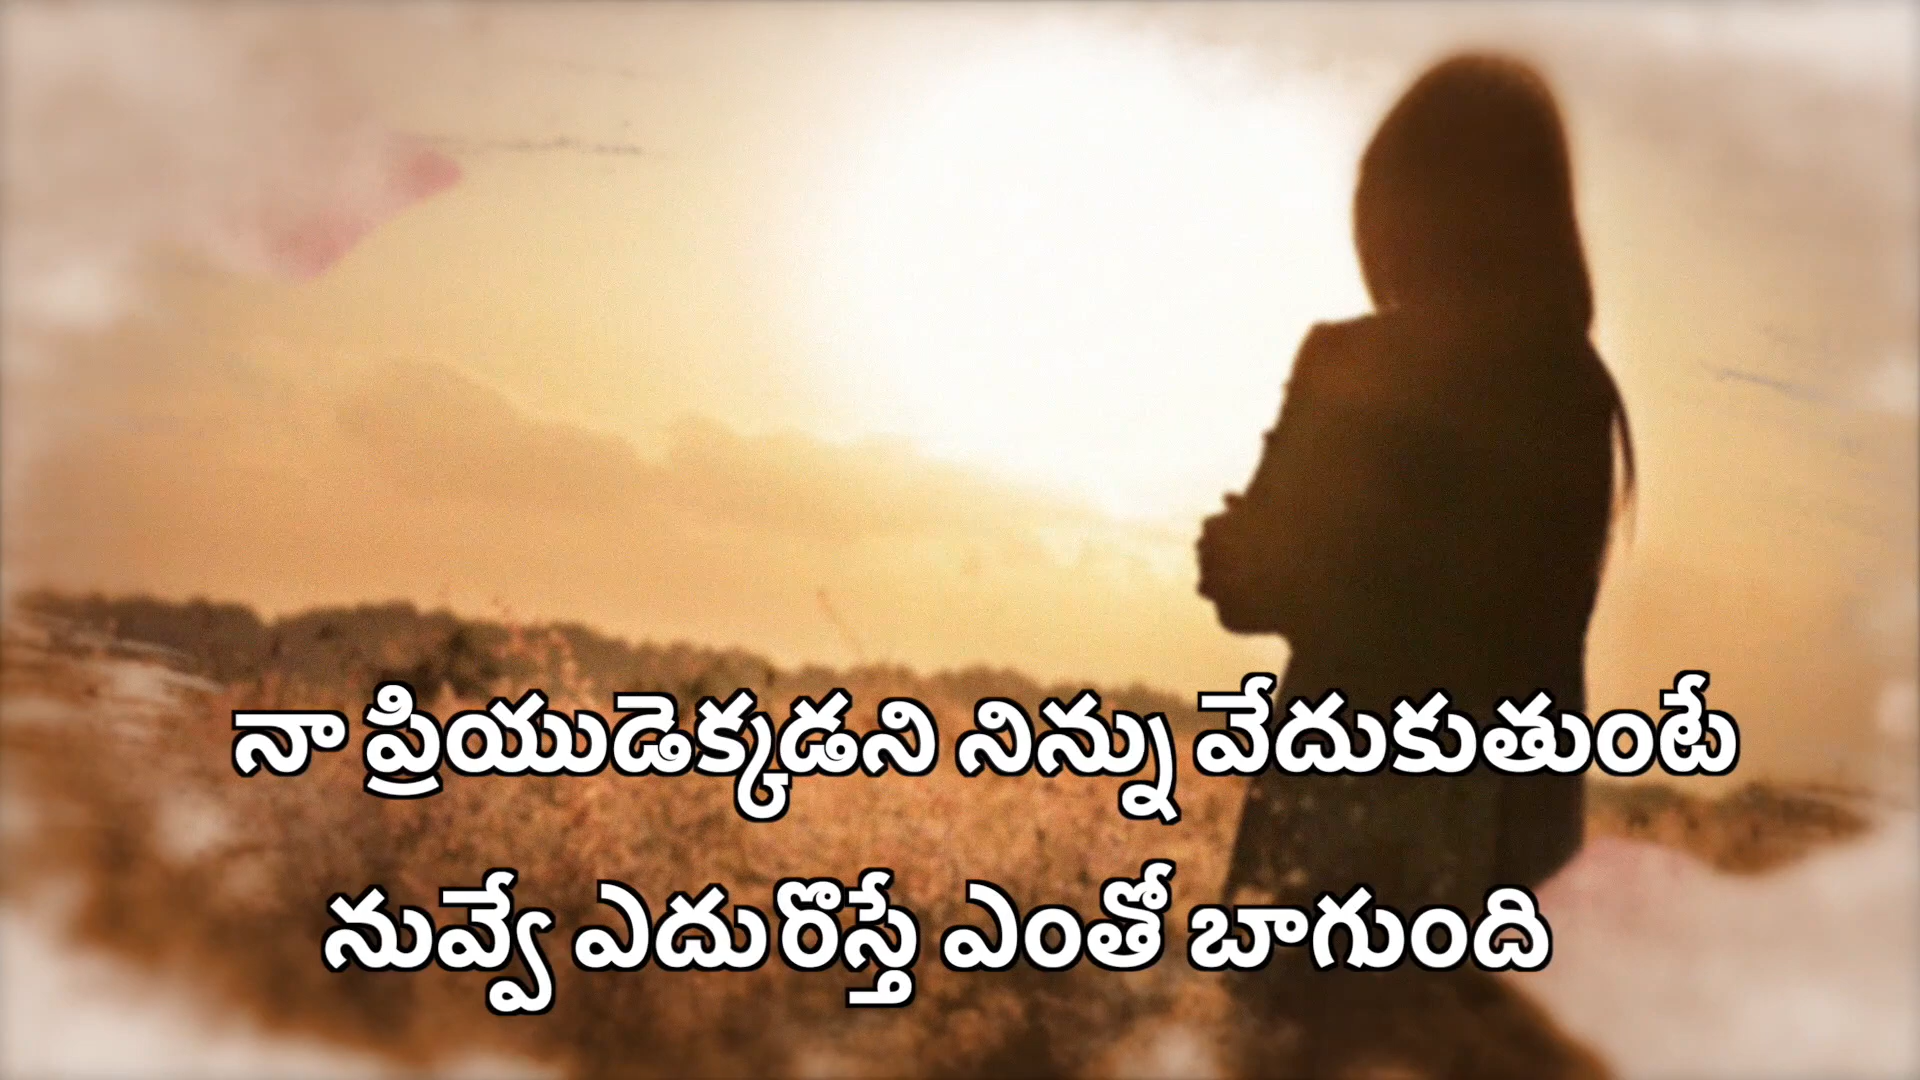 నా ప్రియుడెక్కడని నిన్ను వేదుకుతుంటే
నువ్వే ఎదురొస్తే ఎంతో బాగుంది